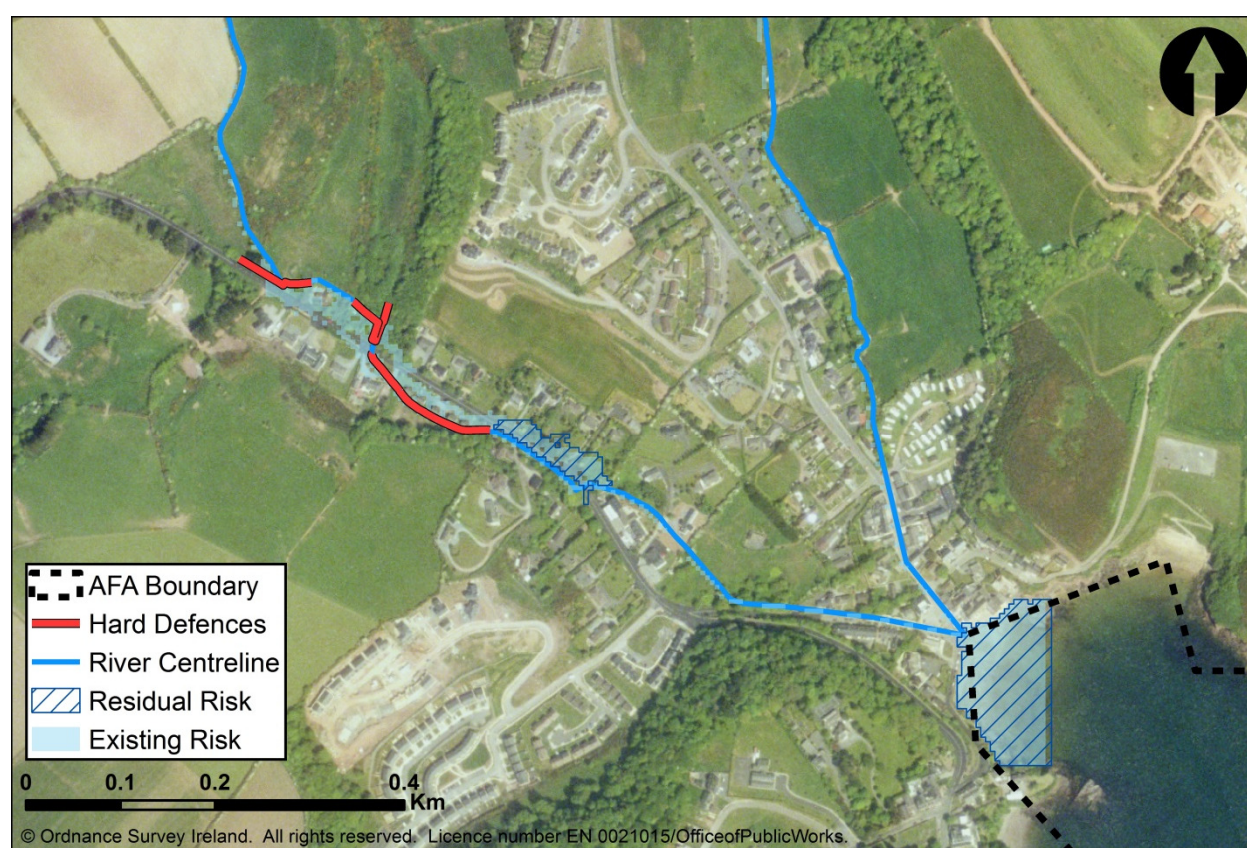 AFA Boundary
Hard Defences
River Centreline
Residual Risk
Existing Risk
0 0.1 0.2 0.4
Km
© Ordnance Survey Ireland. All rights reserved. Licence number EN 0021015/OfficeofPublicWorks.